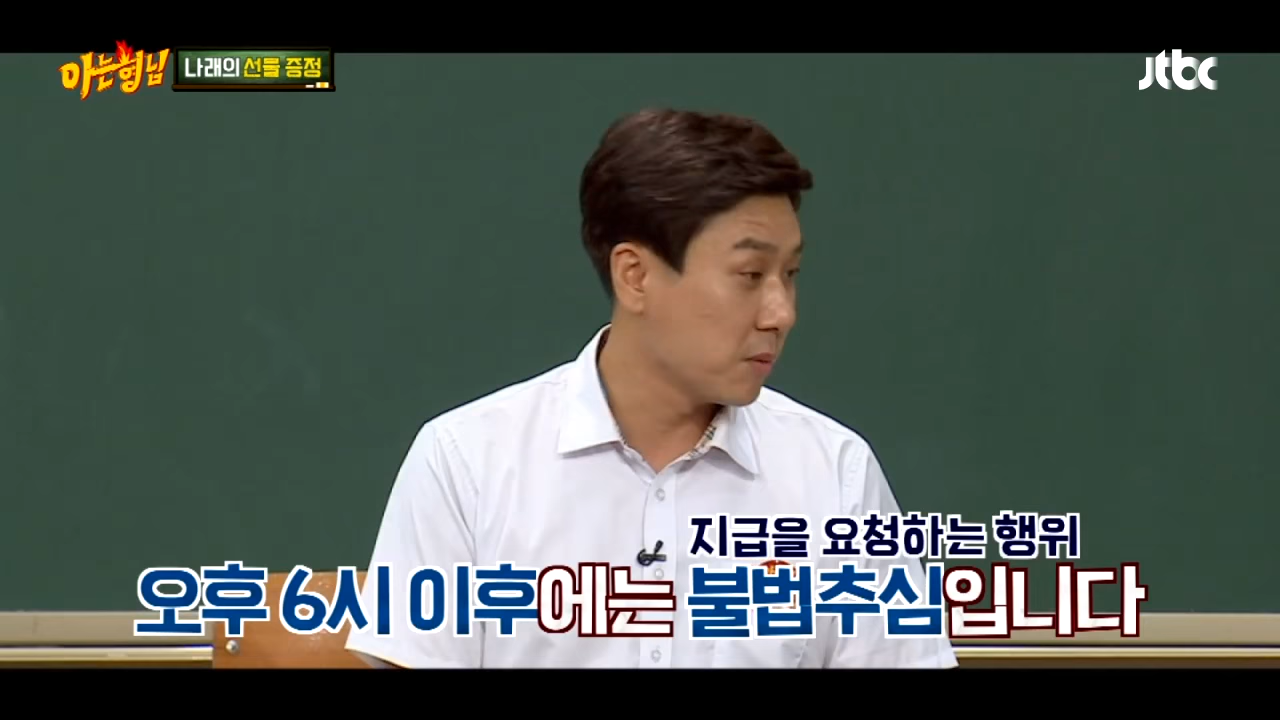 아는형님
나래의 선물 증정
jtbc
지급을 요청하는 행위
오후 6시 이후에는 불법추심입니다